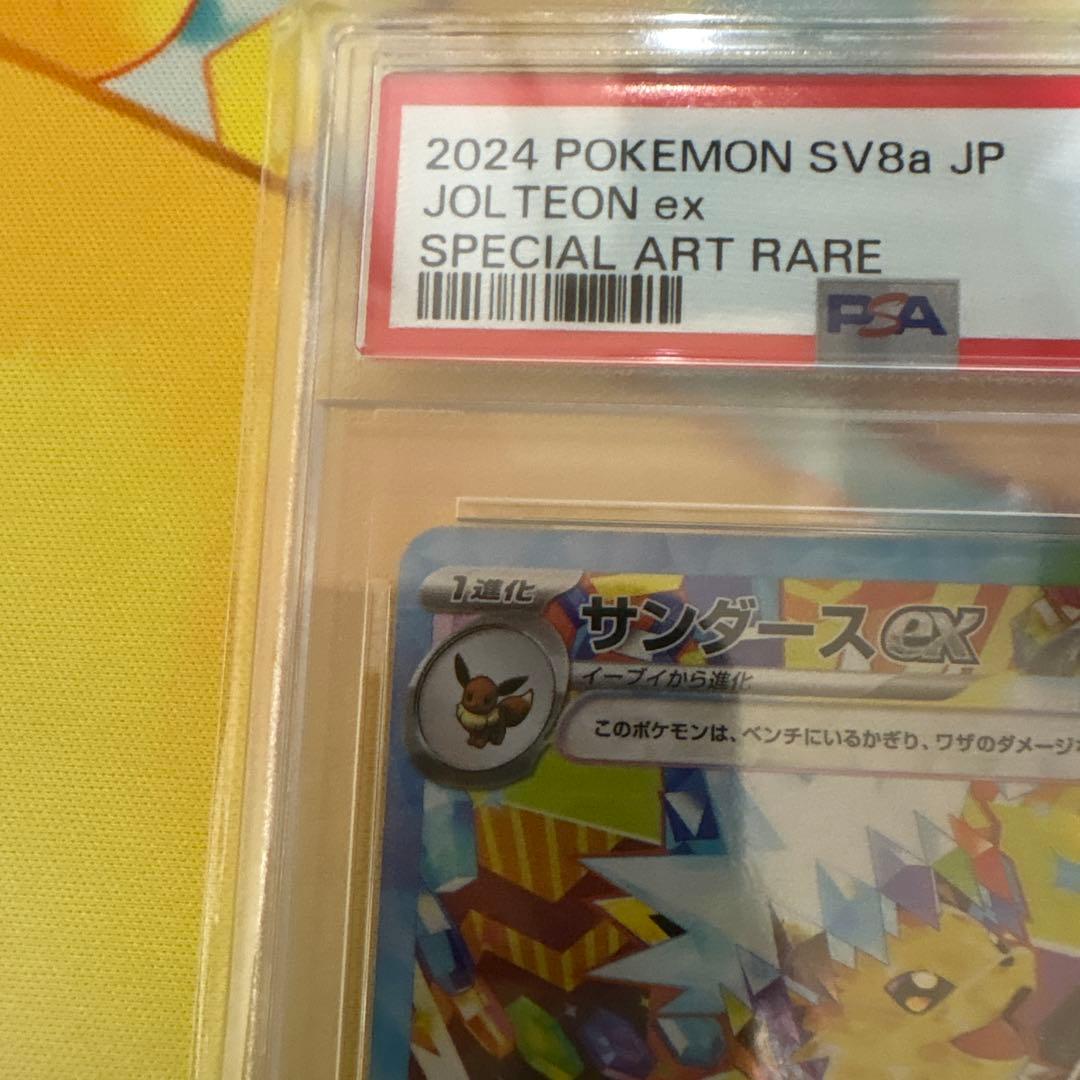 2024 POKEMON SV8a JP
JOLTEON ex
SPECIAL ART RARE
PSA
1進化
サンダースex
イーブイから進化
このポケモンは、ベンチにいるかぎり、ワザのダメージ